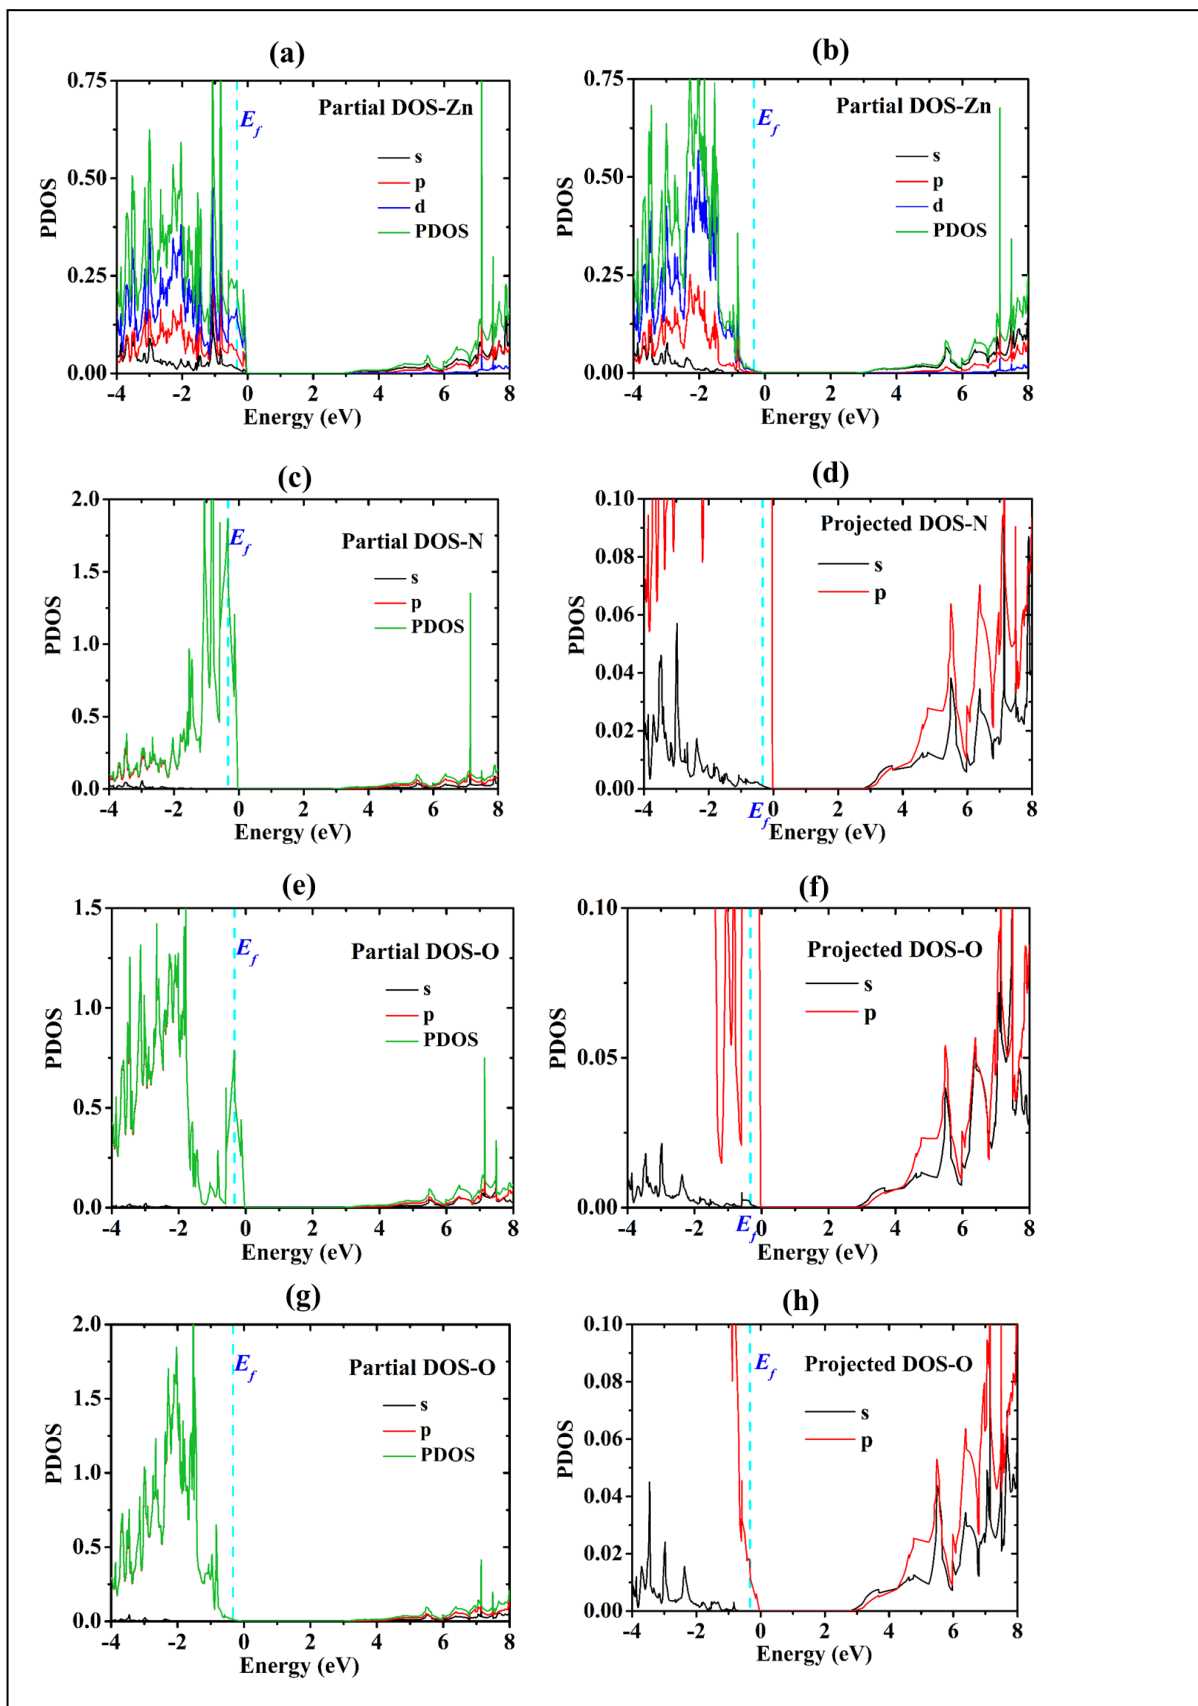 (a)
Partial DOS-Zn
E_f
s
p
d
PDOS
0.75
0.50
0.25
0.00
PDOS
-4 -2 0 2 4 6 8
Energy (eV)
(b)
Partial DOS-Zn
E_f
s
p
d
PDOS
0.75
0.50
0.25
0.00
PDOS
-4 -2 0 2 4 6 8
Energy (eV)
(c)
Partial DOS-N
E_f
s
p
PDOS
2.0
1.5
1.0
0.5
0.0
PDOS
-4 -2 0 2 4 6 8
Energy (eV)
(d)
Projected DOS-N
s
p
0.10
0.08
0.06
0.04
0.02
0.00
PDOS
-4 -2 0 2 4 6 8
E_f
Energy (eV)
(e)
Partial DOS-O
E_f
s
p
PDOS
1.5
1.0
0.5
0.0
PDOS
-4 -2 0 2 4 6 8
Energy (eV)
(f)
Projected DOS-O
s
p
0.10
0.05
0.00
PDOS
-4 -2 0 2 4 6 8
E_f
Energy (eV)
(g)
Partial DOS-O
E_f
s
p
PDOS
2.0
1.5
1.0
0.5
0.0
PDOS
-4 -2 0 2 4 6 8
Energy (eV)
(h)
Projected DOS-O
E_f
s
p
0.10
0.08
0.06
0.04
0.02
0.00
PDOS
-4 -2 0 2 4 6 8
Energy (eV)